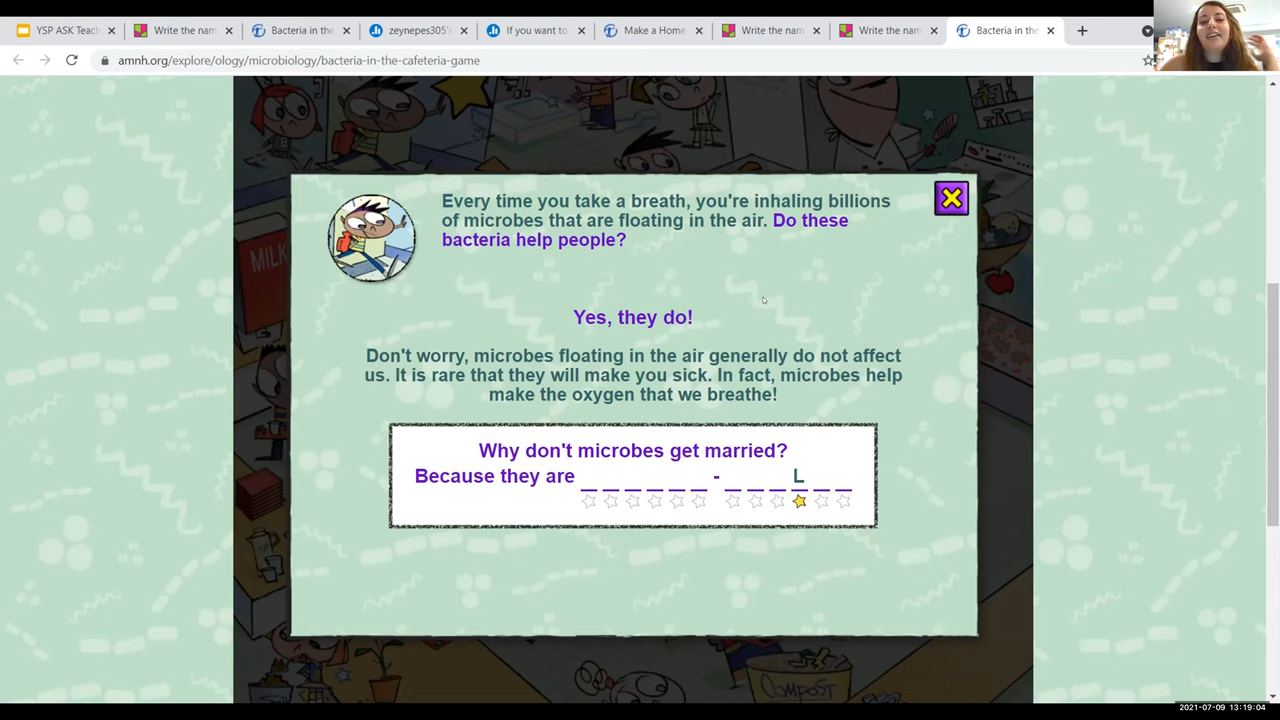 YSP ASK Teach
Write the nam
Bacteria in the
zeynepes305's
If you want to
Make a Home
Write the nam
Write the nam
Bacteria in the
amnh.org/explore/ology/microbiology/bacteria-in-the-cafeteria-game
MILK
Every time you take a breath, you're inhaling billions
of microbes that are floating in the air. Do these
bacteria help people?
Yes, they do!
Don't worry, microbes floating in the air generally do not affect
us. It is rare that they will make you sick. In fact, microbes help
make the oxygen that we breathe!
Why don't microbes get married?
Because they are _ _ _ _ _ _ - _ _ _ L _ _
COMPOST
2021-07-09 13:19:04